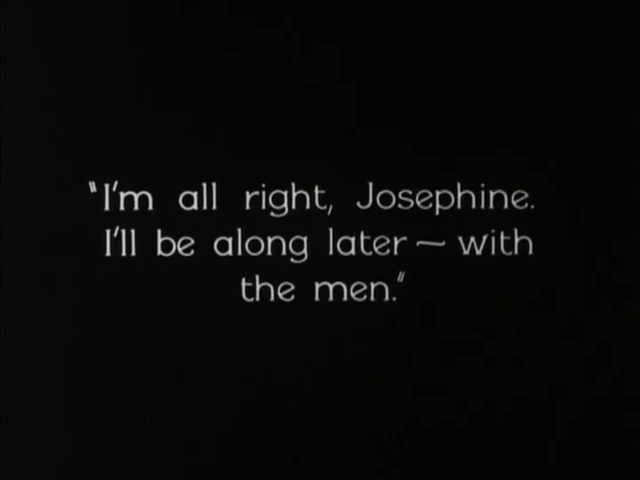 "I'm all right, Josephine.
I'll be along later — with
the men."